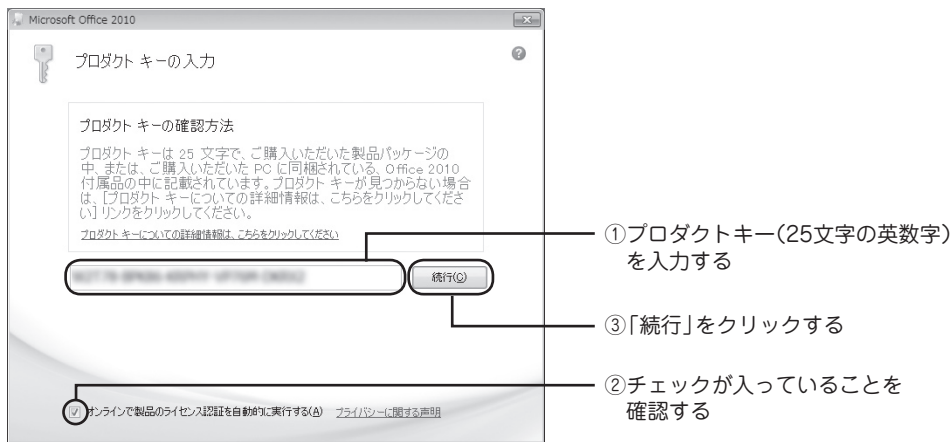 Microsoft Office 2010
プロダクト キーの入力
プロダクト キーの確認方法
プロダクト キーは 25 文字で、ご購入いただいた製品パッケージの
中、または、ご購入いただいた PC に同梱されている、Office 2010
付属品の中に記載されています。プロダクト キーが見つからない場合
は、[プロダクト キーについての詳細情報は、こちらをクリックしてくださ
い] リンクをクリックしてください。
プロダクト キーについての詳細情報は、こちらをクリックしてください
続行(C)
オンラインで製品のライセンス認証を自動的に実行する(A) プライバシーに関する声明
①プロダクトキー(25文字の英数字)
を入力する
③「続行」をクリックする
②チェックが入っていることを
確認する